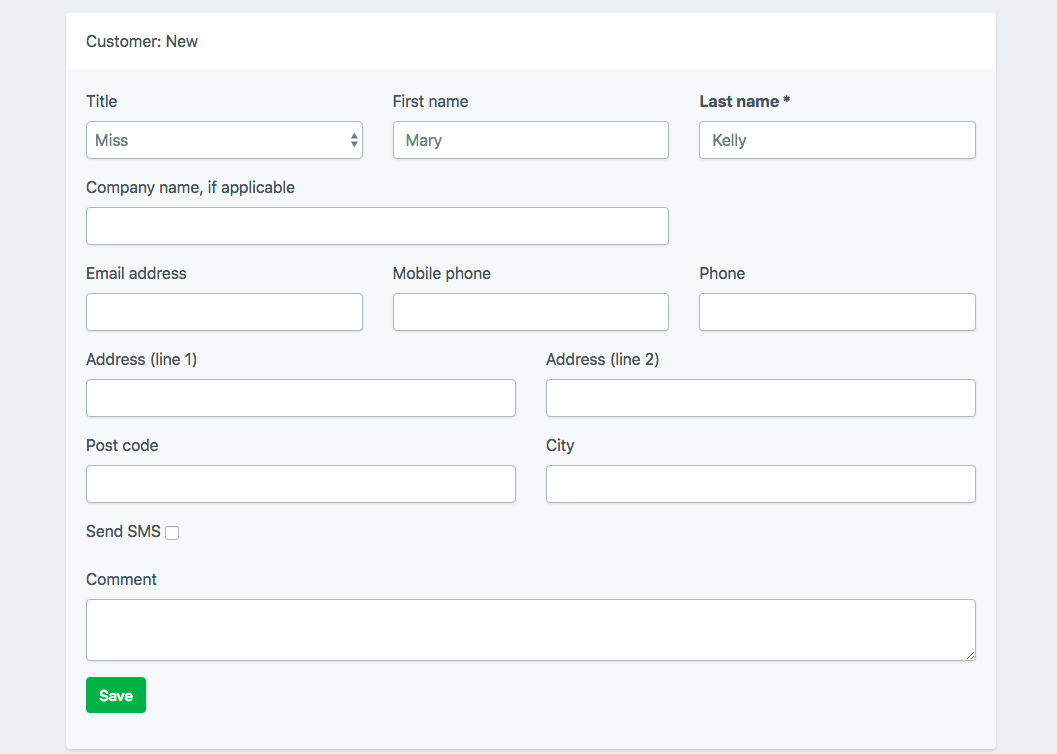 Customer: New
Title First name Last name *
Miss Mary Kelly
Company name, if applicable
Email address Mobile phone Phone
Address (line 1) Address (line 2)
Post code City
Send SMS
Comment
Save